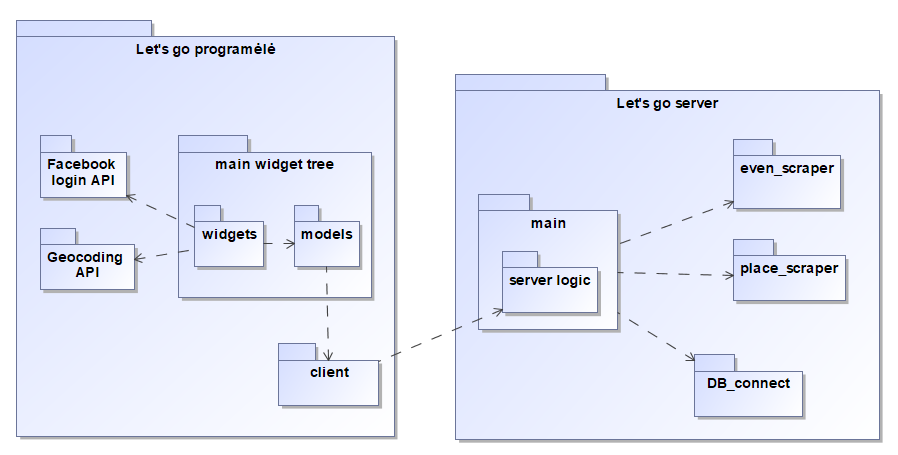 Let's go programėlė
Facebook
login API
main widget tree
widgets
models
Geocoding
API
client
Let's go server
even_scraper
main
server logic
place_scraper
DB_connect